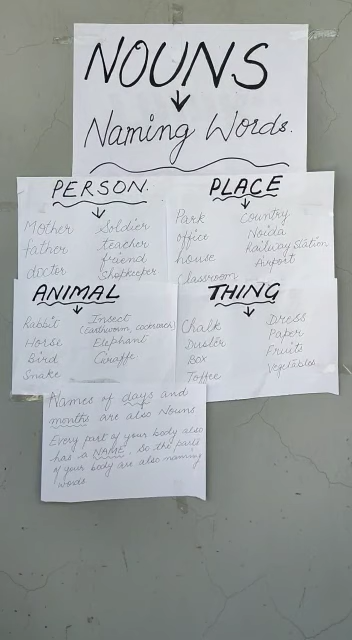 NOUNS
Naming Words.
PERSON.
Mother
father
doctor
Soldier
teacher
friend
Shopkeeper
PLACE
Park
office
house
Classroom
Country
Noida
Railway Station
Airport
ANIMAL
Rabbit
Horse
Bird
Snake
Insect
(Earthworm, cockroach)
Elephant
Giraffe
THING
Chalk
Duster
Box
Toffee
Dress
Paper
Fruits
Vegetables
Names of days and
months are also Nouns
Every part of your body also
has a NAME. So the parts
of your body are also naming
words